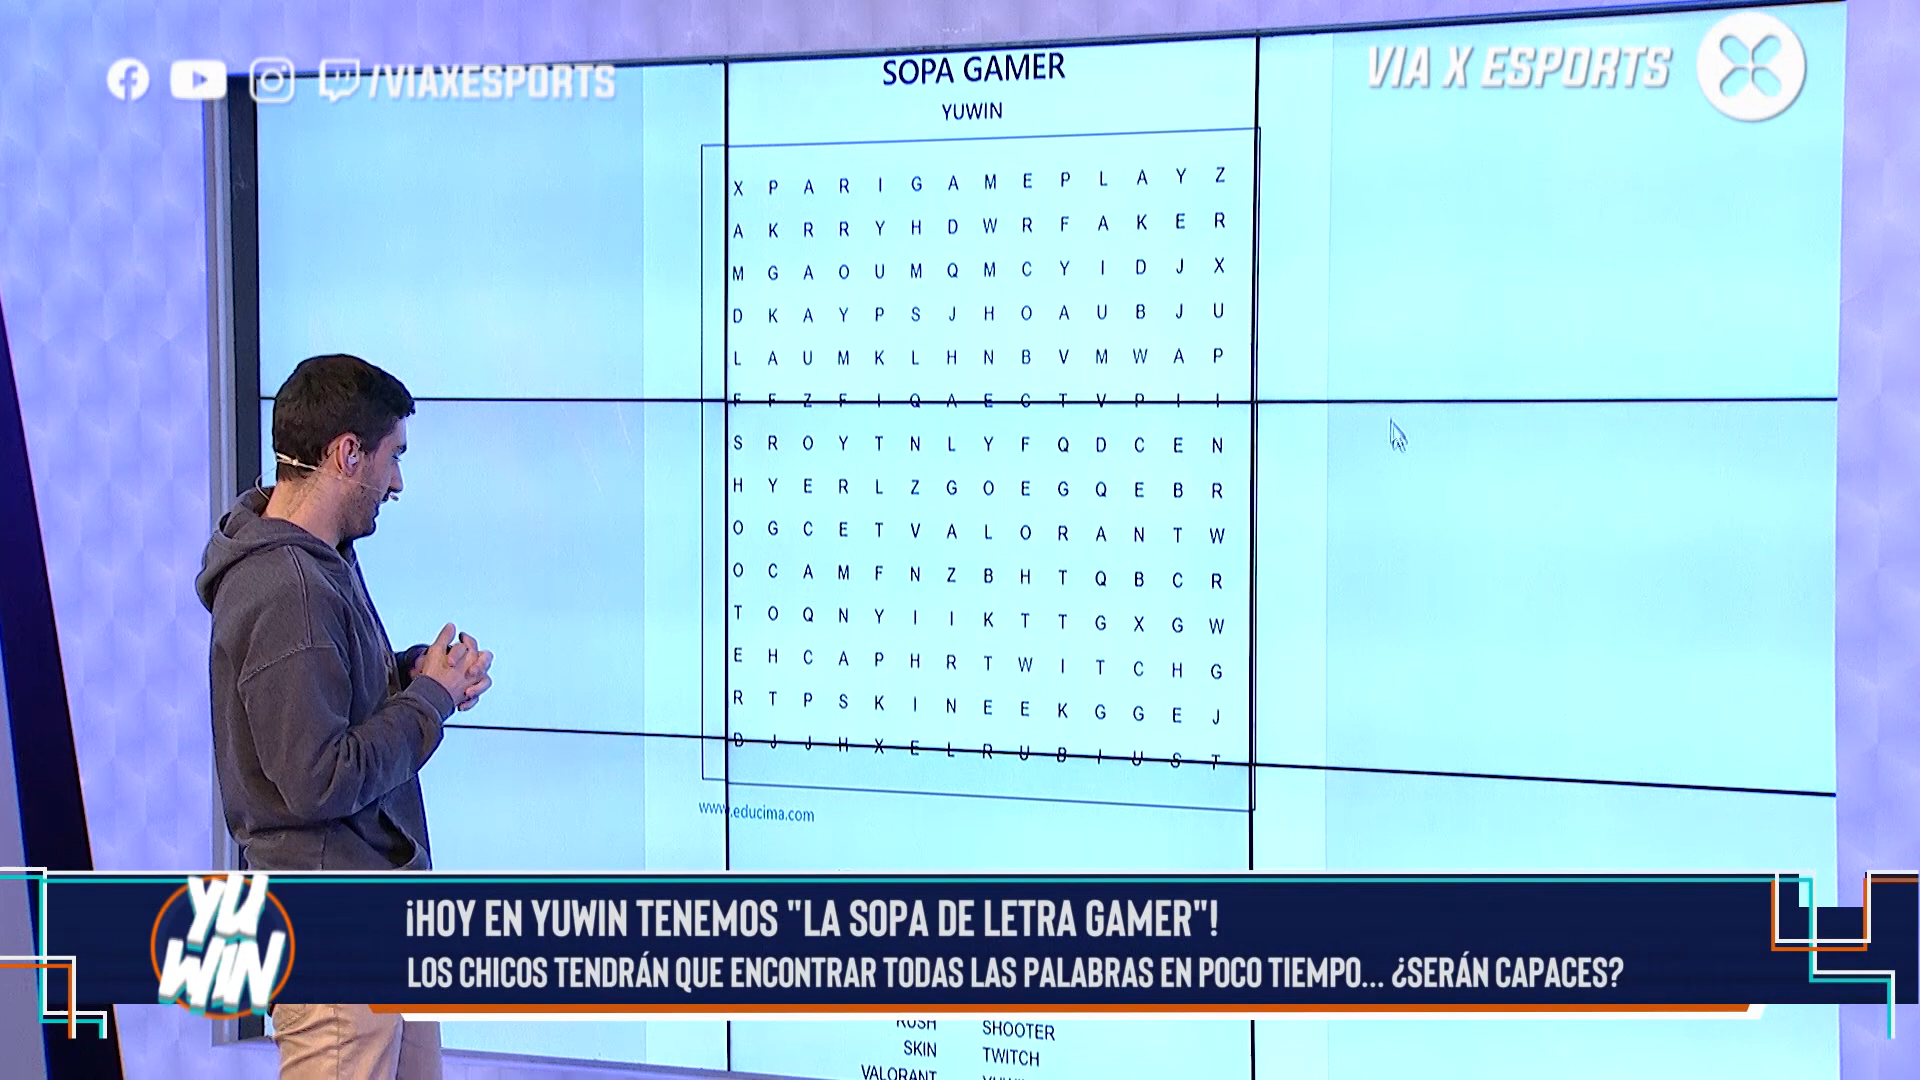 /VIAXESPORTS
VIA X ESPORTS
SOPA GAMER
YUWIN
X P A R I G A M E P L A Y Z
A K R R Y H D W R F A K E R
M G A O U M Q M C Y I D J X
D K A Y P S J H O A U B J U
L A U M K L H N B V M W A P
F F Z F I Q A E C T V P I I
S R O Y T N L Y F Q D C E N
H Y E R L Z G O E G Q E B R
O G C E T V A L O R A N T W
O C A M F N Z B H T Q B C R
T O Q N Y I I K T T G X G W
E H C A P H R T W I T C H G
R T P S K I N E E K G G E J
D J J H X E L R U B I U S T
www.educima.com
YU
WIN
¡HOY EN YUWIN TENEMOS "LA SOPA DE LETRA GAMER"!
LOS CHICOS TENDRÁN QUE ENCONTRAR TODAS LAS PALABRAS EN POCO TIEMPO... ¿SERÁN CAPACES?
RUSH SHOOTER
SKIN TWITCH
VALORANT